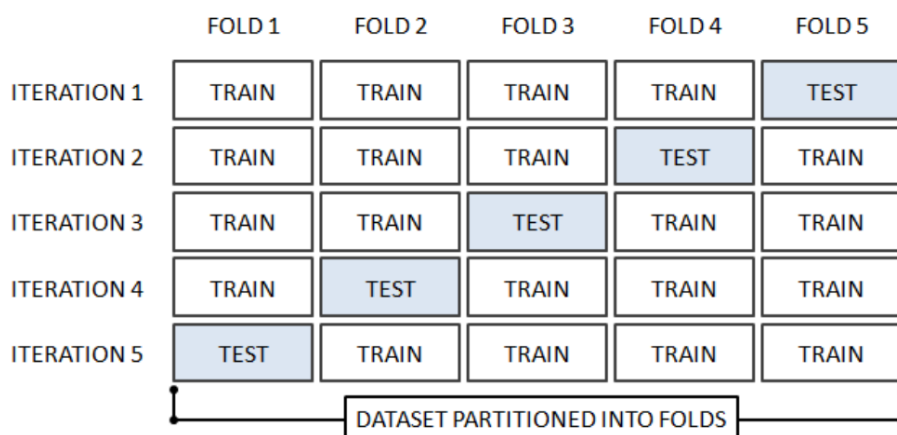 FOLD 1 FOLD 2 FOLD 3 FOLD 4 FOLD 5
ITERATION 1 TRAIN TRAIN TRAIN TRAIN TEST
ITERATION 2 TRAIN TRAIN TRAIN TEST TRAIN
ITERATION 3 TRAIN TRAIN TEST TRAIN TRAIN
ITERATION 4 TRAIN TEST TRAIN TRAIN TRAIN
ITERATION 5 TEST TRAIN TRAIN TRAIN TRAIN
DATASET PARTITIONED INTO FOLDS